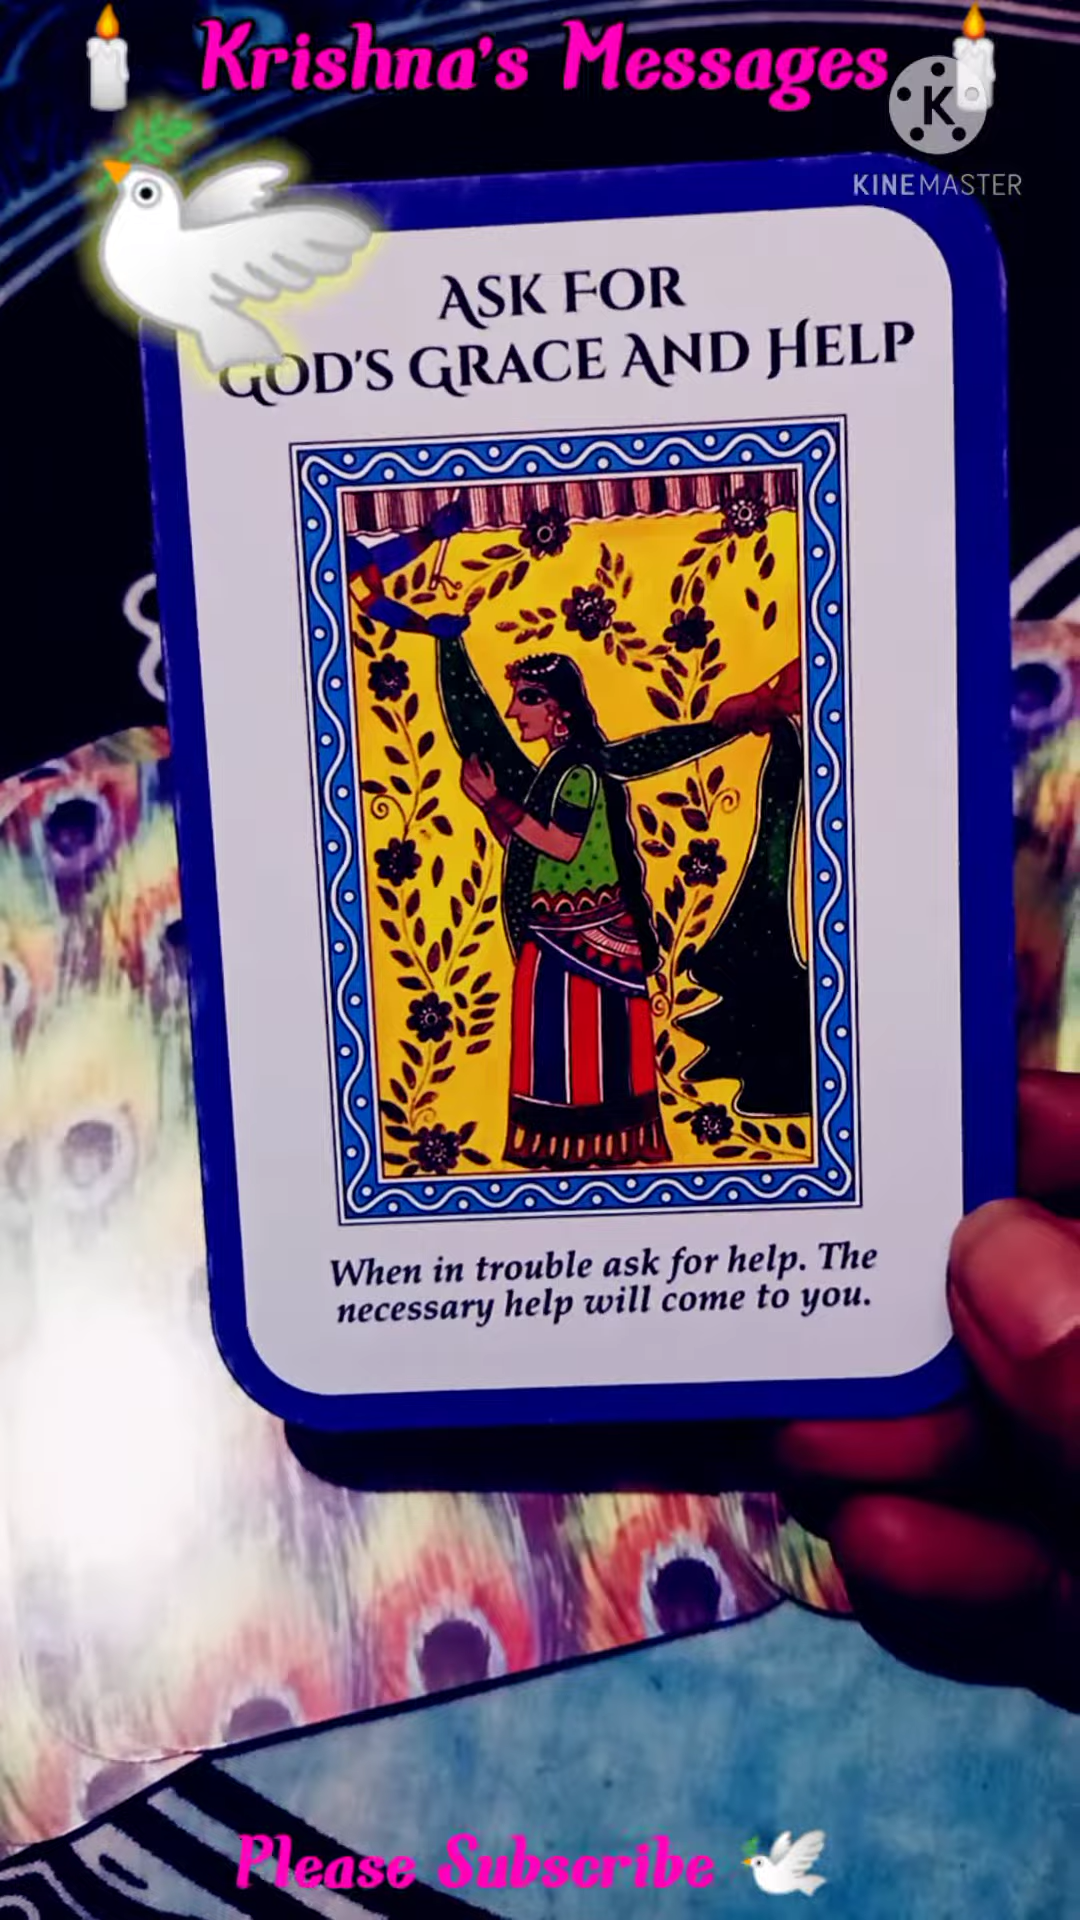 Krishna's Messages
K
KINEMASTER
ASK FOR
GOD'S GRACE AND HELP
When in trouble ask for help. The
necessary help will come to you.
Please Subscribe